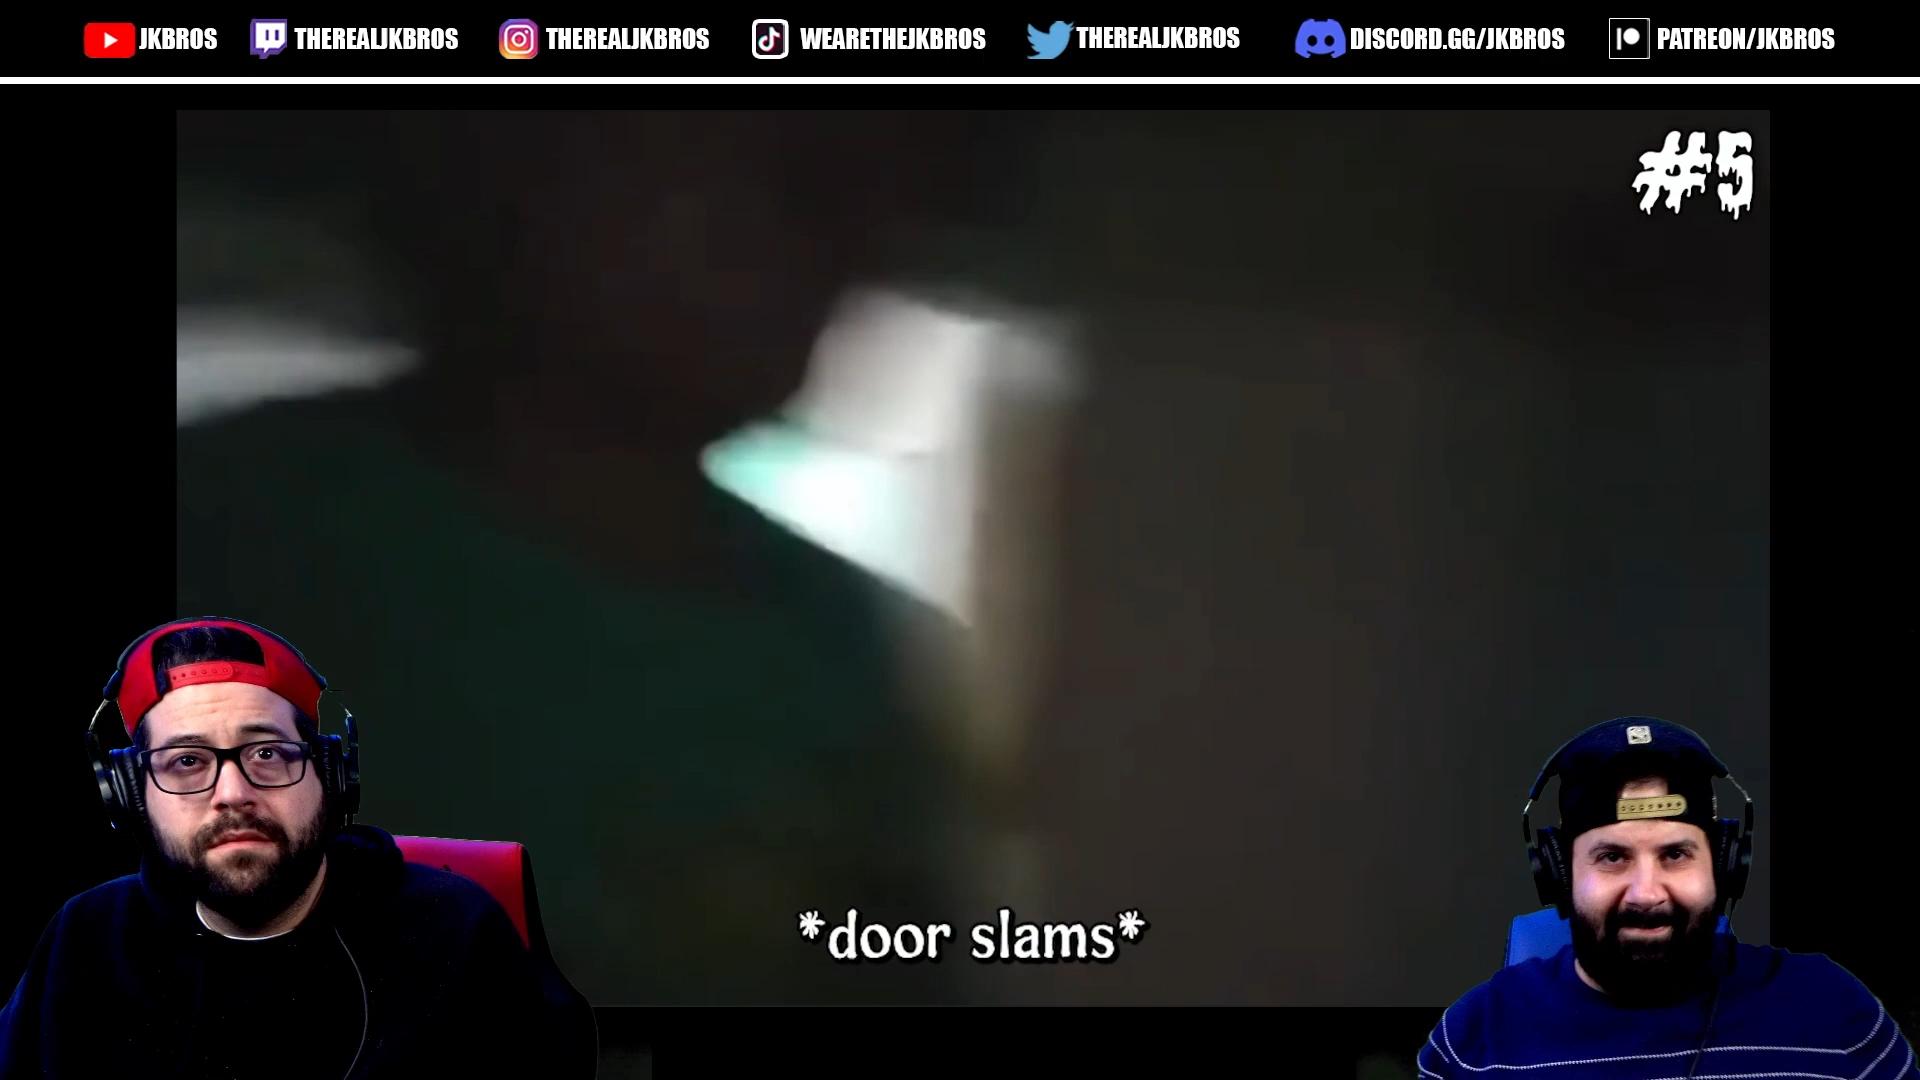 JKBROS THEREALJKBROS THEREALJKBROS WEARETHEJKBROS THEREALJKBROS DISCORD.GG/JKBROS PATREON/JKBROS
#5
*door slams*